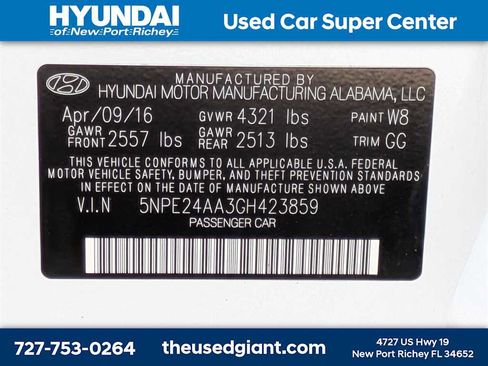 HYUNDAI
of New Port Richey
Used Car Super Center
MANUFACTURED BY
HYUNDAI MOTOR MANUFACTURING ALABAMA, LLC
Apr/09/16 GVWR 4321 lbs PAINT W8
GAWR FRONT 2557 lbs GAWR REAR 2513 lbs TRIM GG
THIS VEHICLE CONFORMS TO ALL APPLICABLE U.S.A. FEDERAL
MOTOR VEHICLE SAFETY, BUMPER, AND THEFT PREVENTION STANDARDS
IN EFFECT ON THE DATE OF MANUFACTURE SHOWN ABOVE.
V.I.N 5NPE24AA3GH423859
PASSENGER CAR
727-753-0264
theusedgiant.com
4727 US Hwy 19
New Port Richey FL 34652